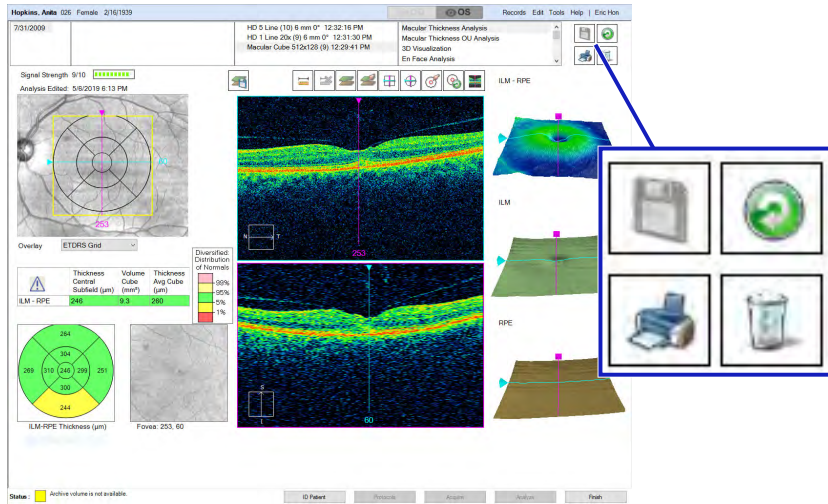 Hopkins, Anita 026 Female 2/16/1939
OS
Records Edit Tools Help | Eric Hon
7/31/2009
HD 5 Line (10) 6 mm 0° 12:32:16 PM
HD 1 Line 20x (9) 6 mm 0° 12:31:30 PM
Macular Cube 512x128 (9) 12:29:41 PM
Macular Thickness Analysis
Macular Thickness OU Analysis
3D Visualization
En Face Analysis
Signal Strength 9/10
Analysis Edited: 5/6/2019 6:13 PM
253
Overlay ETDRS Grid
Diversified:
Distribution
of Normals
99%
95%
5%
1%
Thickness Central Subfield (µm)
Volume Cube (mm³)
Thickness Avg Cube (µm)
ILM - RPE 246 9.3 260
264
304
269 310 246 299 251
300
244
ILM-RPE Thickness (µm)
Fovea: 253, 60
N T
253
S
I
60
ILM - RPE
ILM
RPE
Status : Archive volume is not available.
ID Patient
Protocols
Acquire
Analysis
Finish